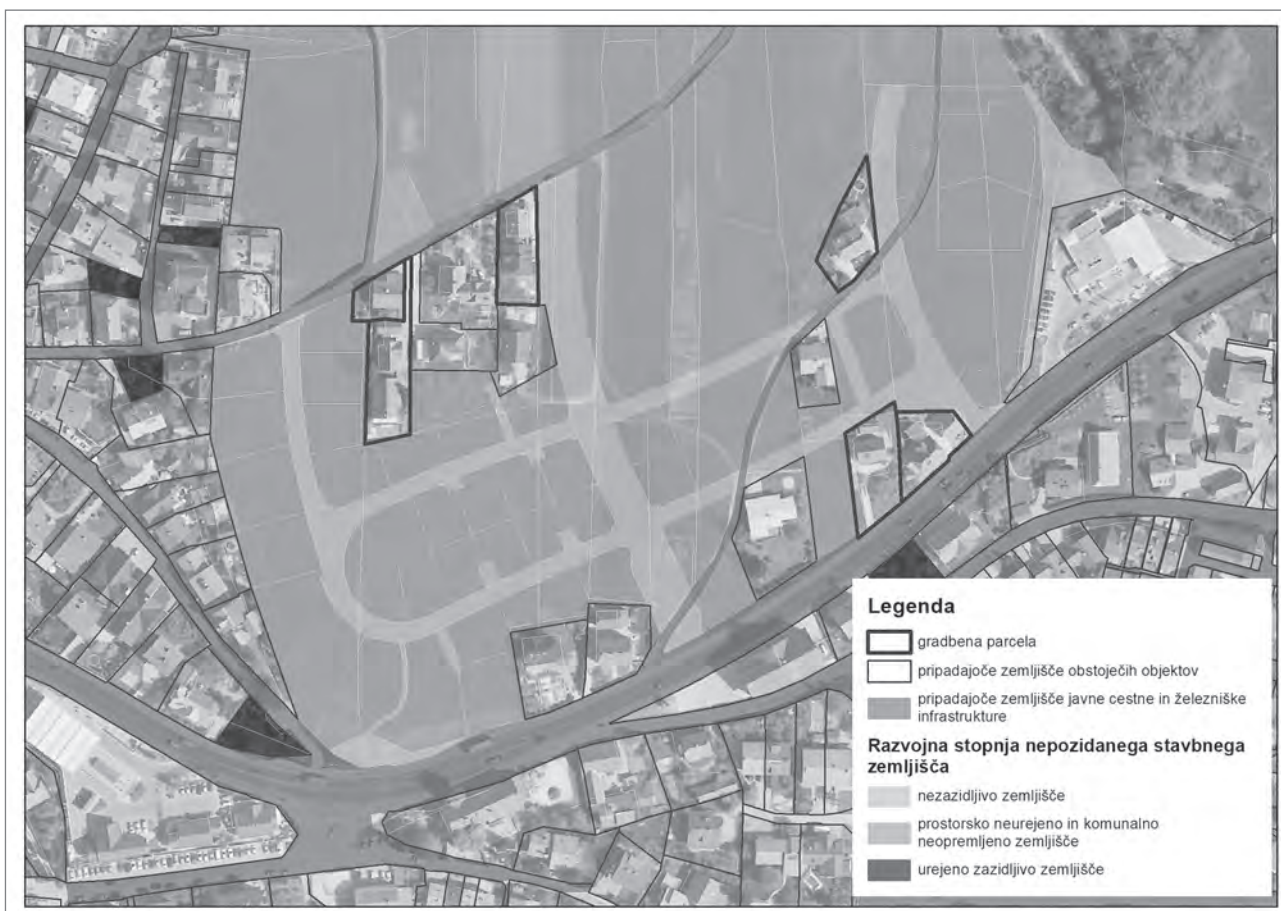 Legenda
gradbena parcela
pripadajoče zemljišče obstoječih objektov
pripadajoče zemljišče javne cestne in železniške
infrastrukture
Razvojna stopnja nepozidanega stavbnega
zemljišča
nezazidljivo zemljišče
prostorsko neurejeno in komunalno
neopremljeno zemljišče
urejeno zazidljivo zemljišče